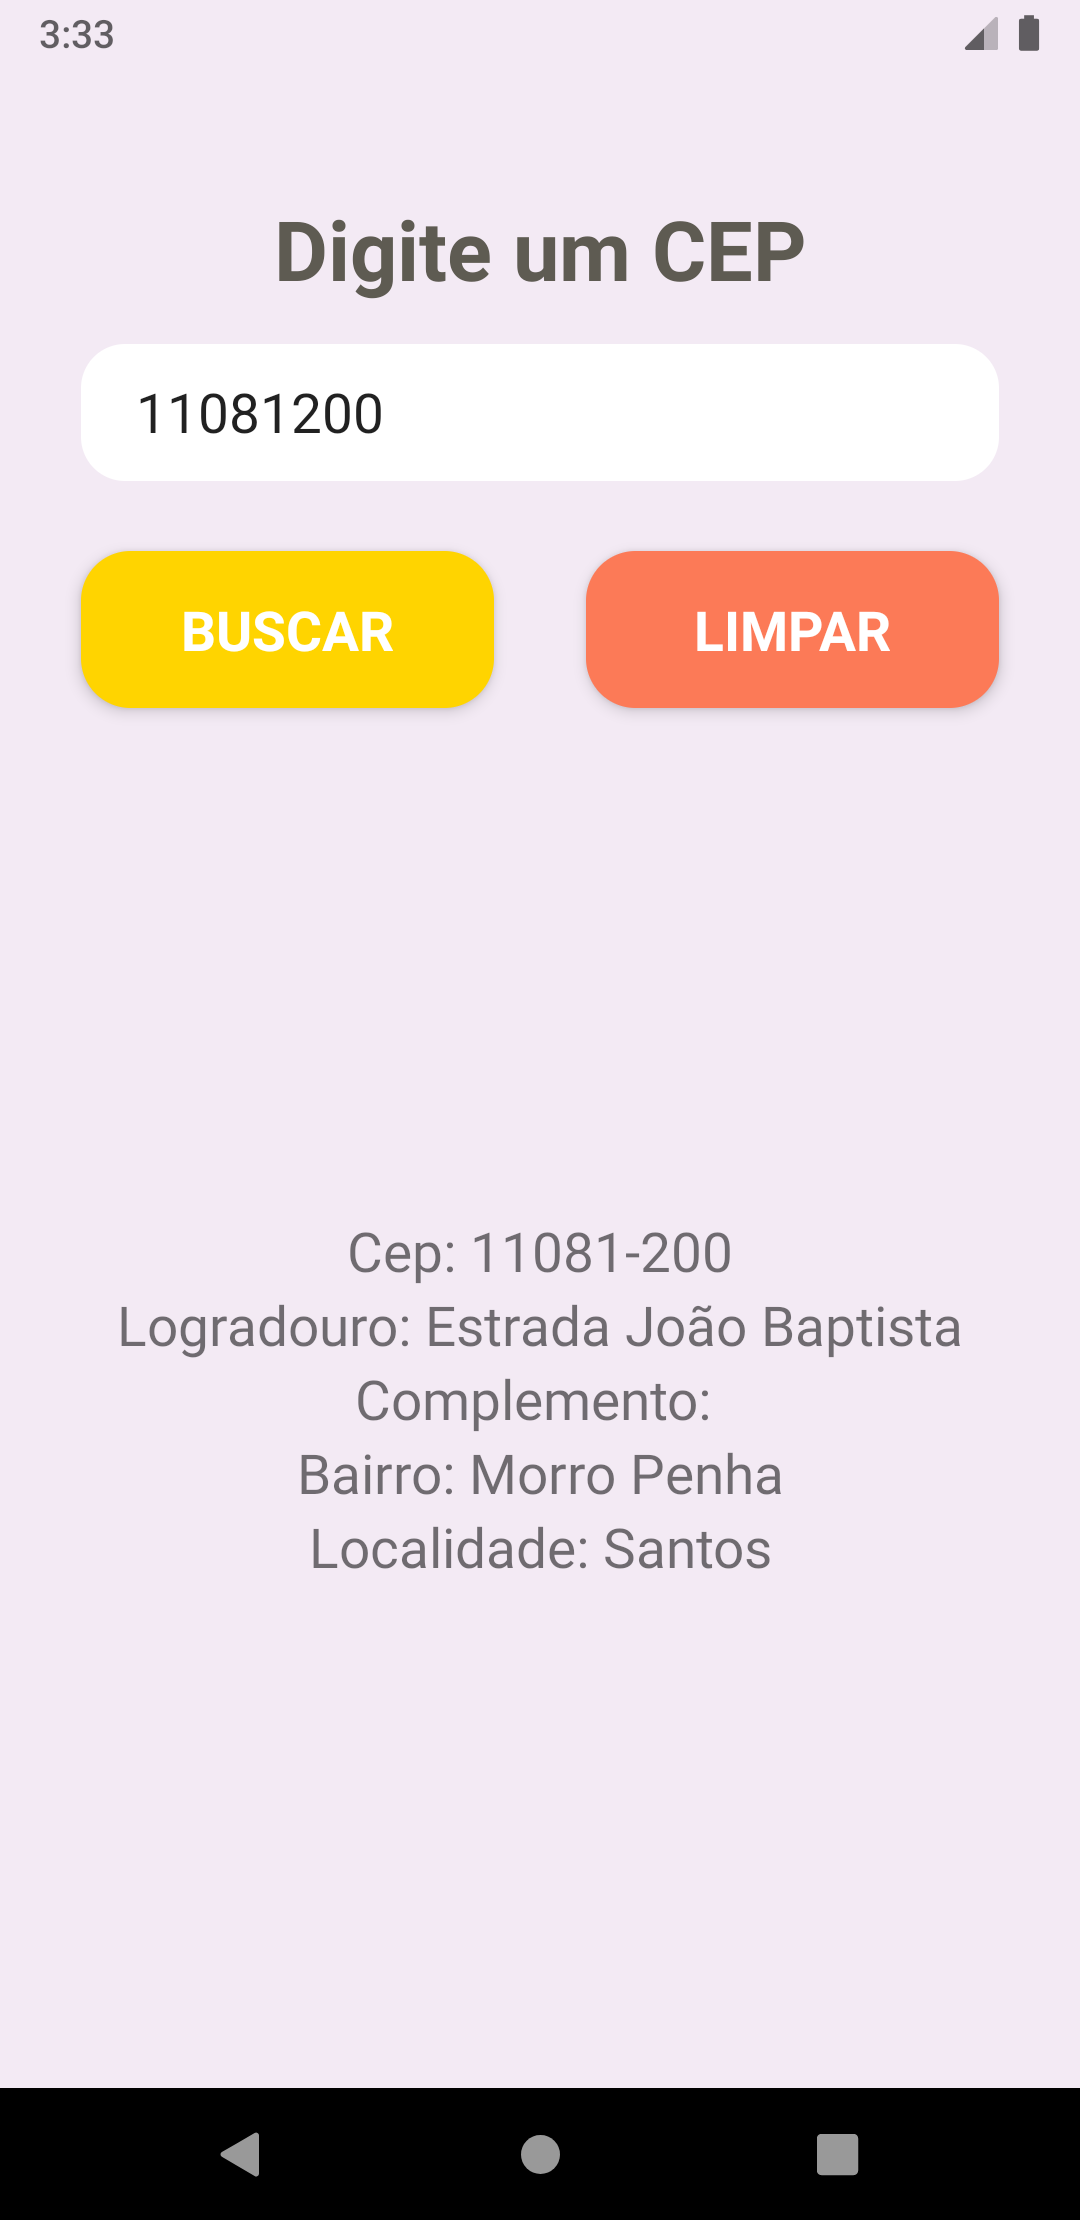 3:33
Digite um CEP
11081200
BUSCAR
LIMPAR
Cep: 11081-200
Logradouro: Estrada João Baptista
Complemento:
Bairro: Morro Penha
Localidade: Santos